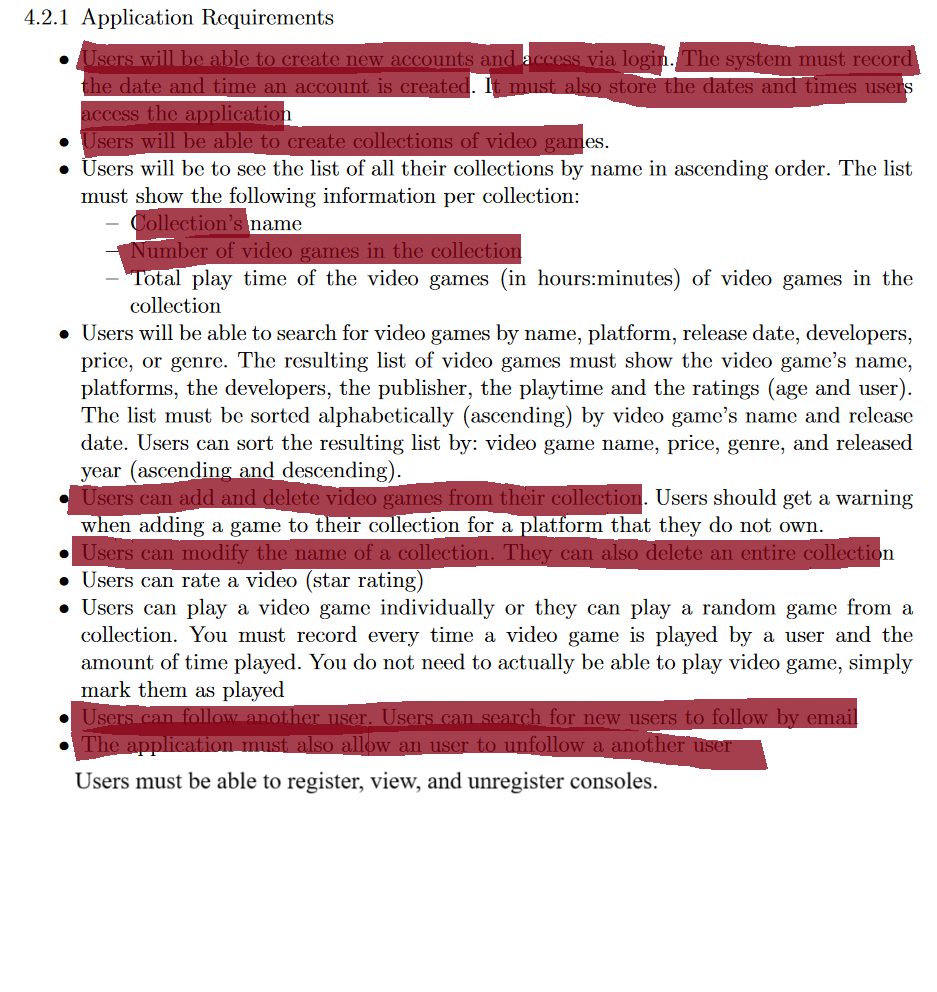 4.2.1 Application Requirements
• Users will be able to create new accounts and access via login. The system must record
the date and time an account is created. It must also store the dates and times users
access the application
• Users will be able to create collections of video games.
• Users will be to see the list of all their collections by name in ascending order. The list
must show the following information per collection:
– Collection's name
– Number of video games in the collection
– Total play time of the video games (in hours:minutes) of video games in the
collection
• Users will be able to search for video games by name, platform, release date, developers,
price, or genre. The resulting list of video games must show the video game's name,
platforms, the developers, the publisher, the playtime and the ratings (age and user).
The list must be sorted alphabetically (ascending) by video game's name and release
date. Users can sort the resulting list by: video game name, price, genre, and released
year (ascending and descending).
• Users can add and delete video games from their collection. Users should get a warning
when adding a game to their collection for a platform that they do not own.
• Users can modify the name of a collection. They can also delete an entire collection
• Users can rate a video (star rating)
• Users can play a video game individually or they can play a random game from a
collection. You must record every time a video game is played by a user and the
amount of time played. You do not need to actually be able to play video game, simply
mark them as played
• Users can follow another user. Users can search for new users to follow by email
• The application must also allow an user to unfollow a another user
Users must be able to register, view, and unregister consoles.